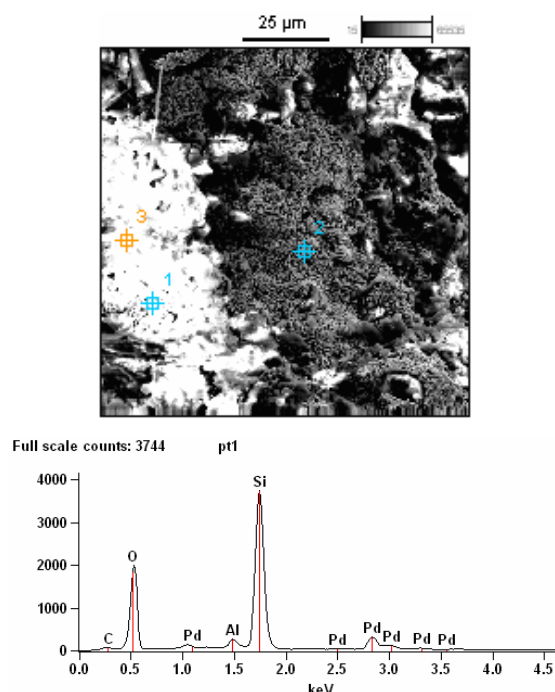 25 µm
3
2
1
Full scale counts: 3744 pt1
4000
3000
2000
1000
0
C
O
Pd
Al
Si
Pd
Pd
Pd
Pd
Pd
0.0 0.5 1.0 1.5 2.0 2.5 3.0 3.5 4.0 4.5
keV